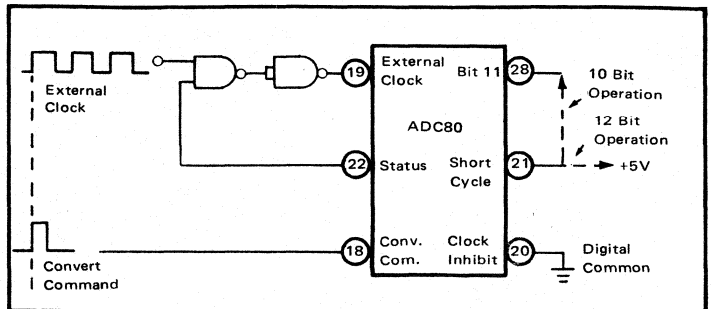 External
Clock
19
External
Clock
Bit 11
28
10 Bit
Operation
ADC80
12 Bit
Operation
22
Status
Short
Cycle
21
+5V
18
Conv.
Com.
Clock
Inhibit
20
Digital
Common
Convert
Command